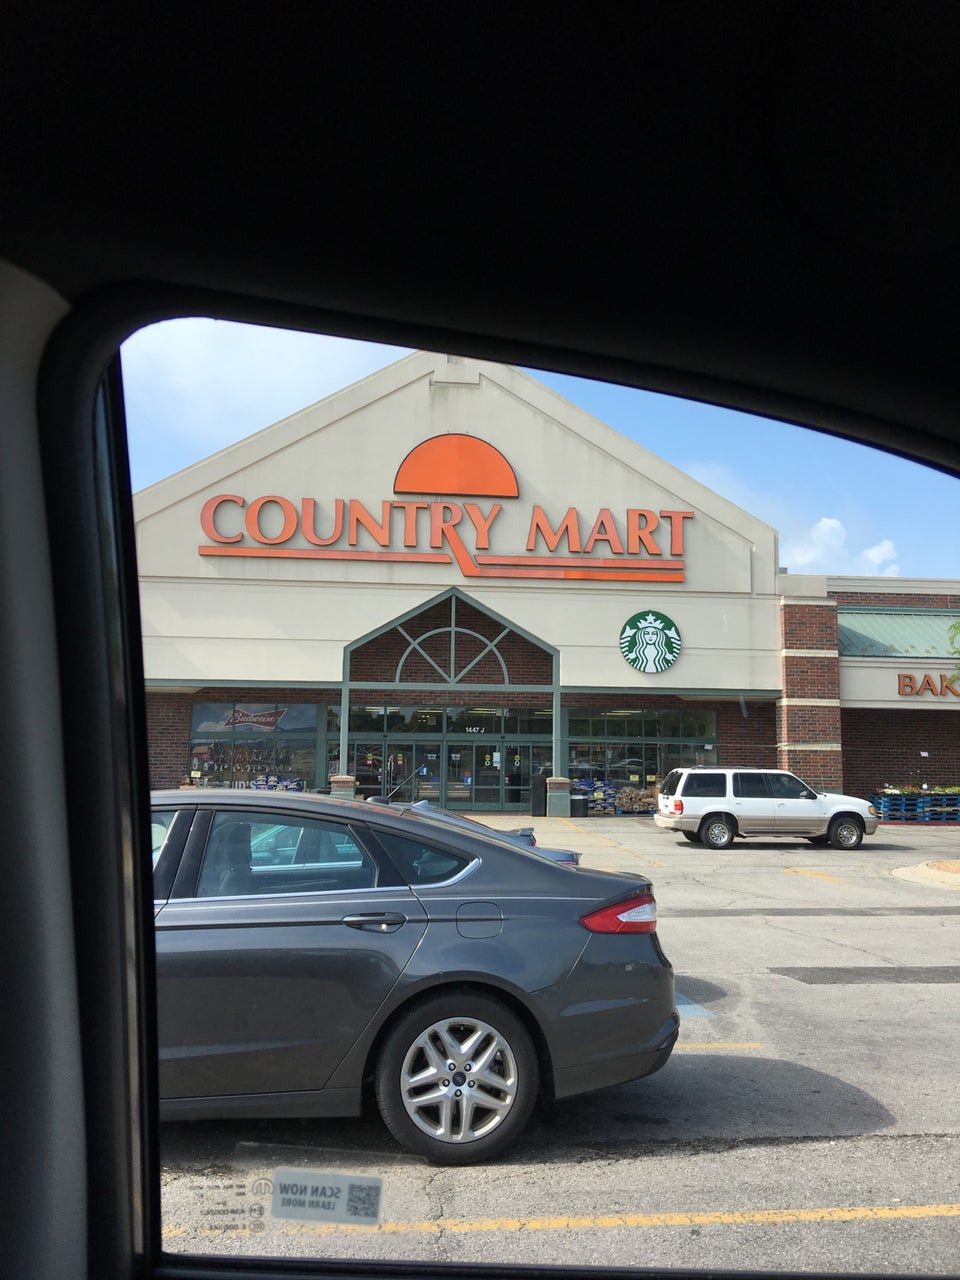 COUNTRY MART
BAK
Budweiser
1447 J
SCAN NOW
LEARN MORE